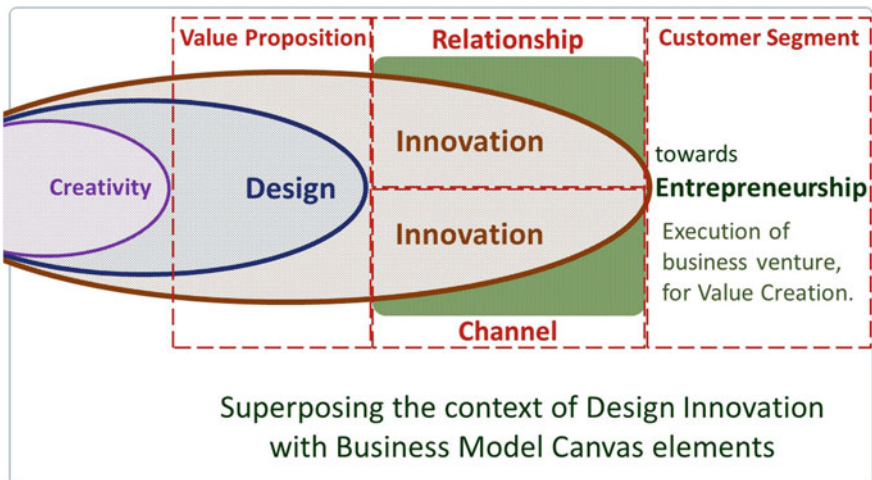 Value Proposition
Relationship
Customer Segment
Creativity
Design
Innovation
Innovation
towards
Entrepreneurship
Execution of
business venture,
for Value Creation.
Channel
Superposing the context of Design Innovation
with Business Model Canvas elements